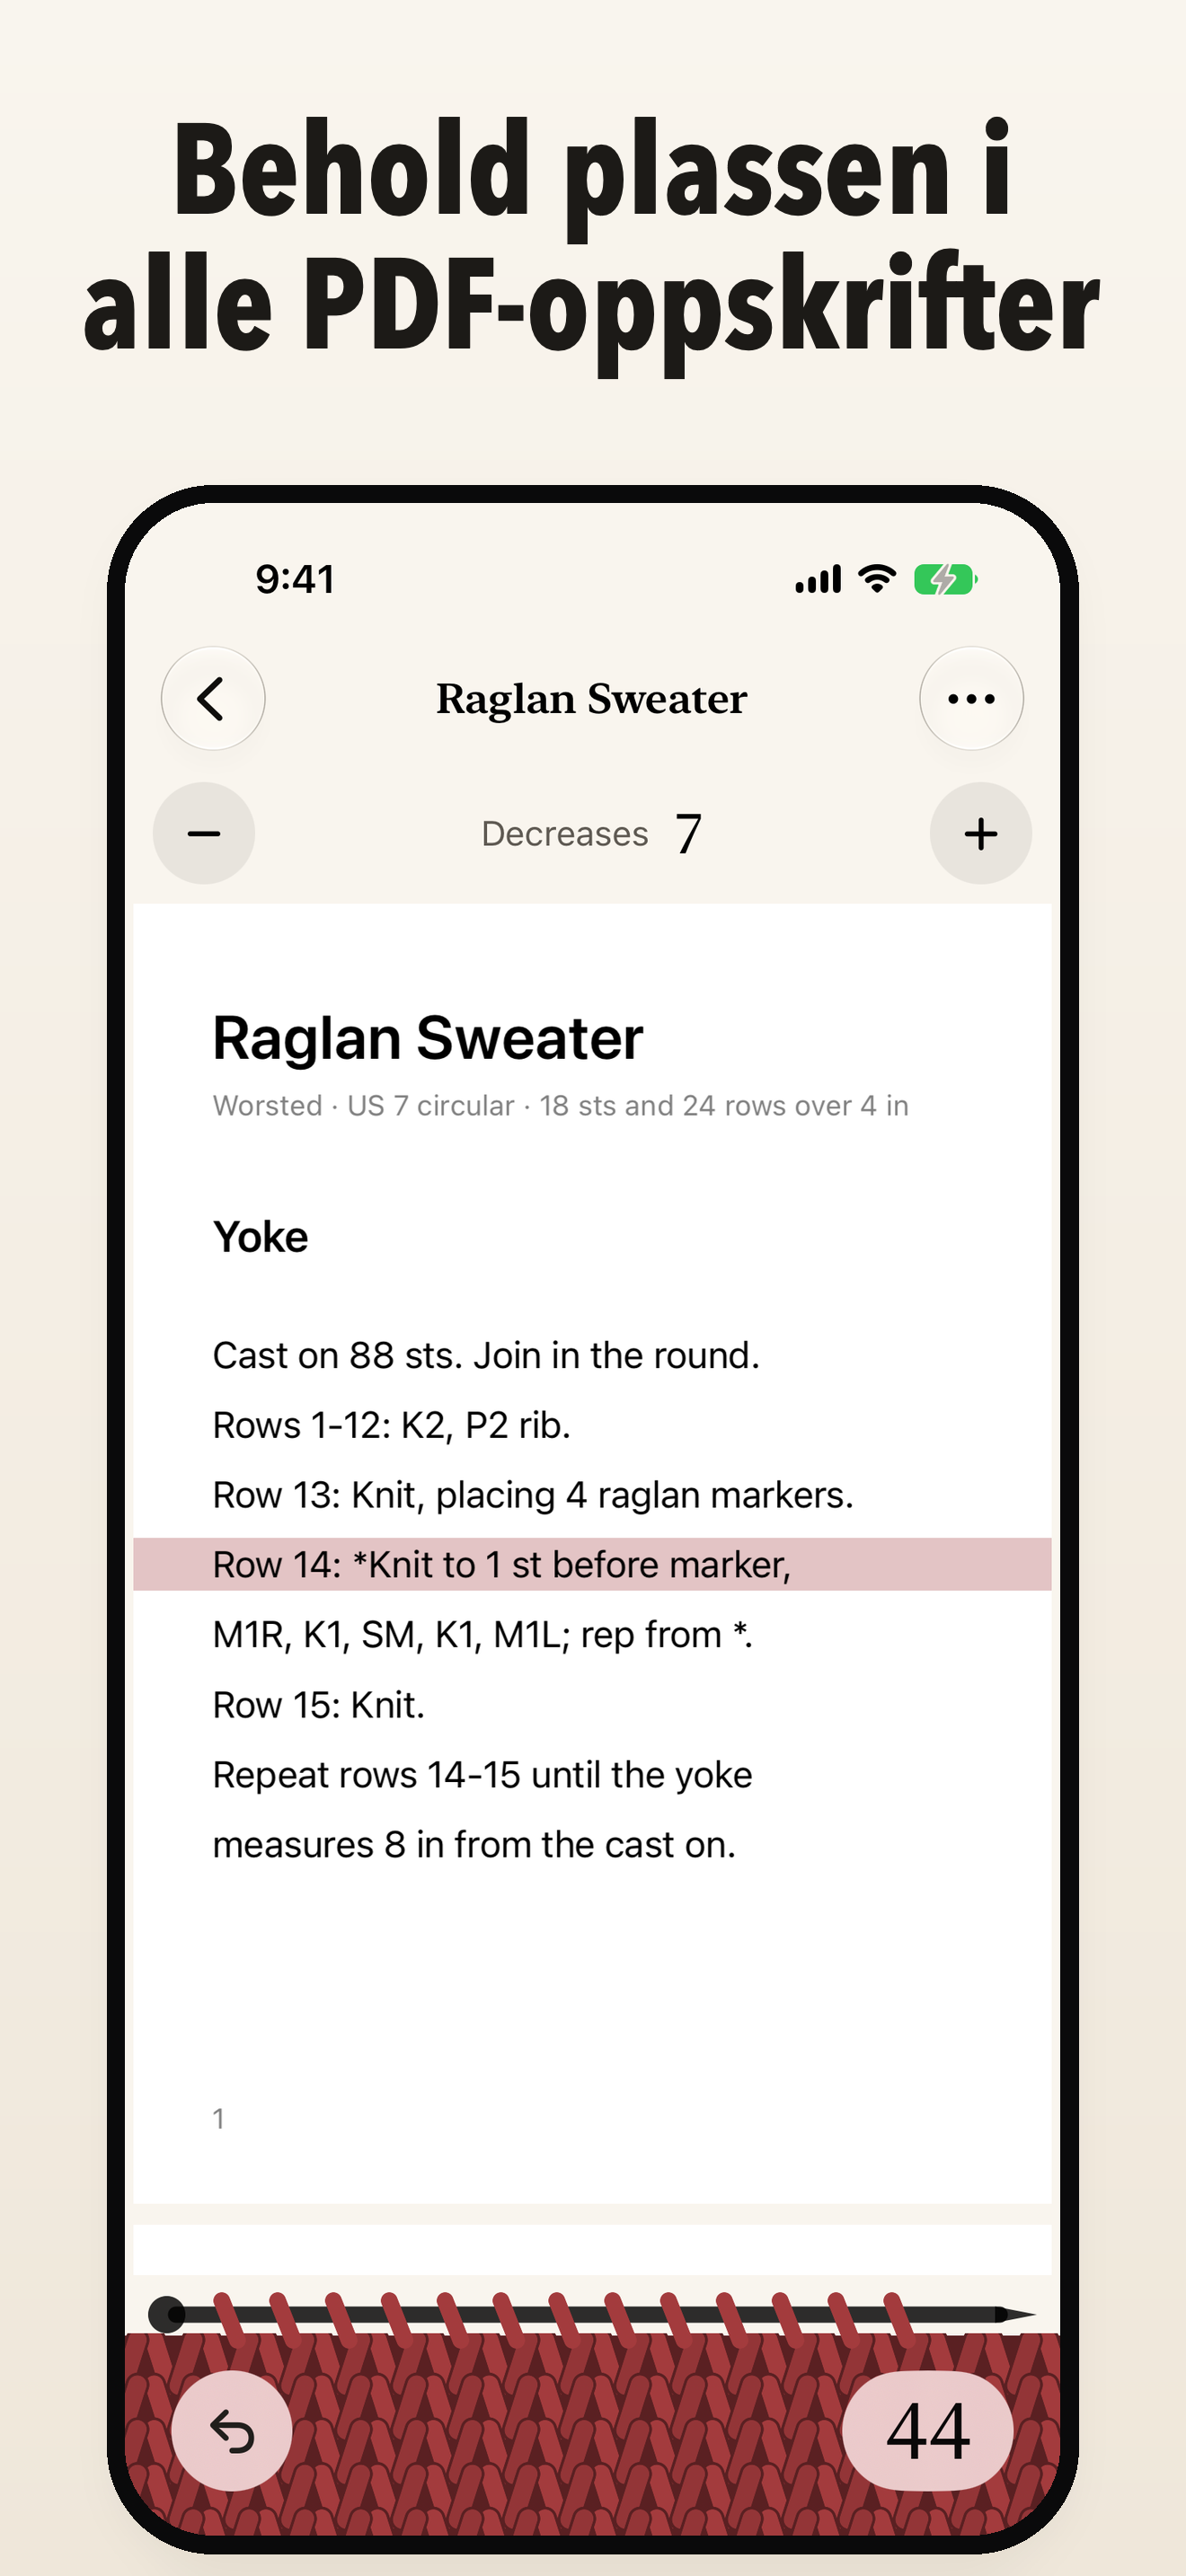 Behold plassen i
alle PDF-oppskrifter
9:41
Raglan Sweater
Decreases 7
Raglan Sweater
Worsted · US 7 circular · 18 sts and 24 rows over 4 in
Yoke
Cast on 88 sts. Join in the round.
Rows 1-12: K2, P2 rib.
Row 13: Knit, placing 4 raglan markers.
Row 14: *Knit to 1 st before marker,
M1R, K1, SM, K1, M1L; rep from *.
Row 15: Knit.
Repeat rows 14-15 until the yoke
measures 8 in from the cast on.
1
44